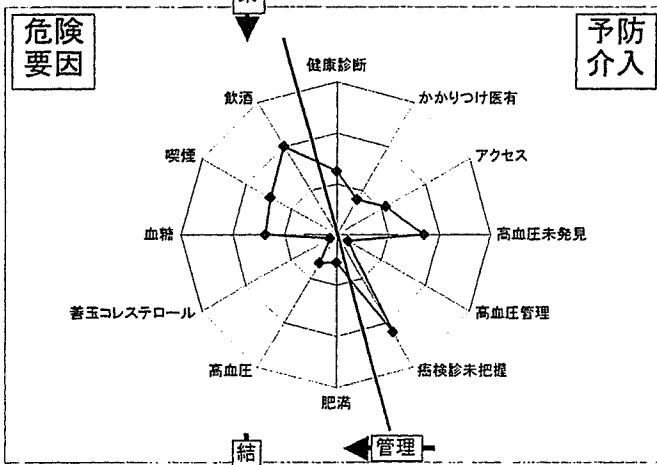 危険
要因
予防
介入
健康診断
飲酒
かかりつけ医有
喫煙
アクセス
血糖
高血圧未発見
善玉コレステロール
高血圧管理
高血圧
癌検診未把握
肥満
結
管理